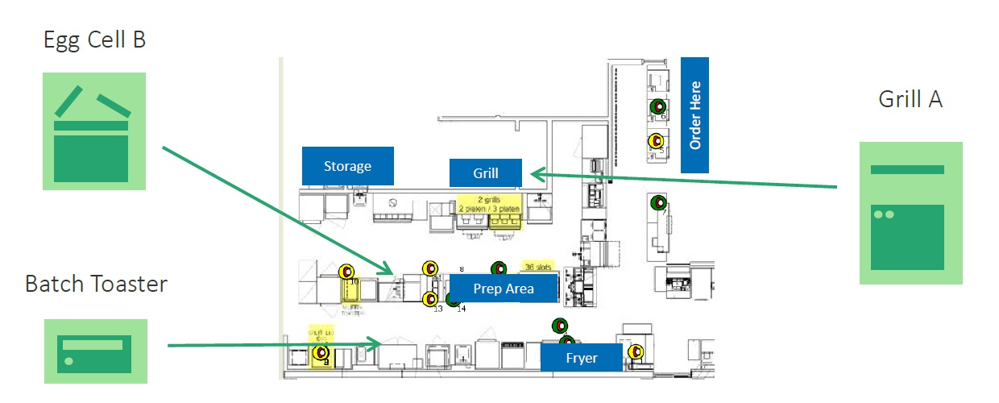 Egg Cell B
Grill A
Batch Toaster
Order Here
Storage
Grill
2 grills
2 platen / 3 platen
36 slots
Prep Area
Fryer
6
5
7
8
10
13
14